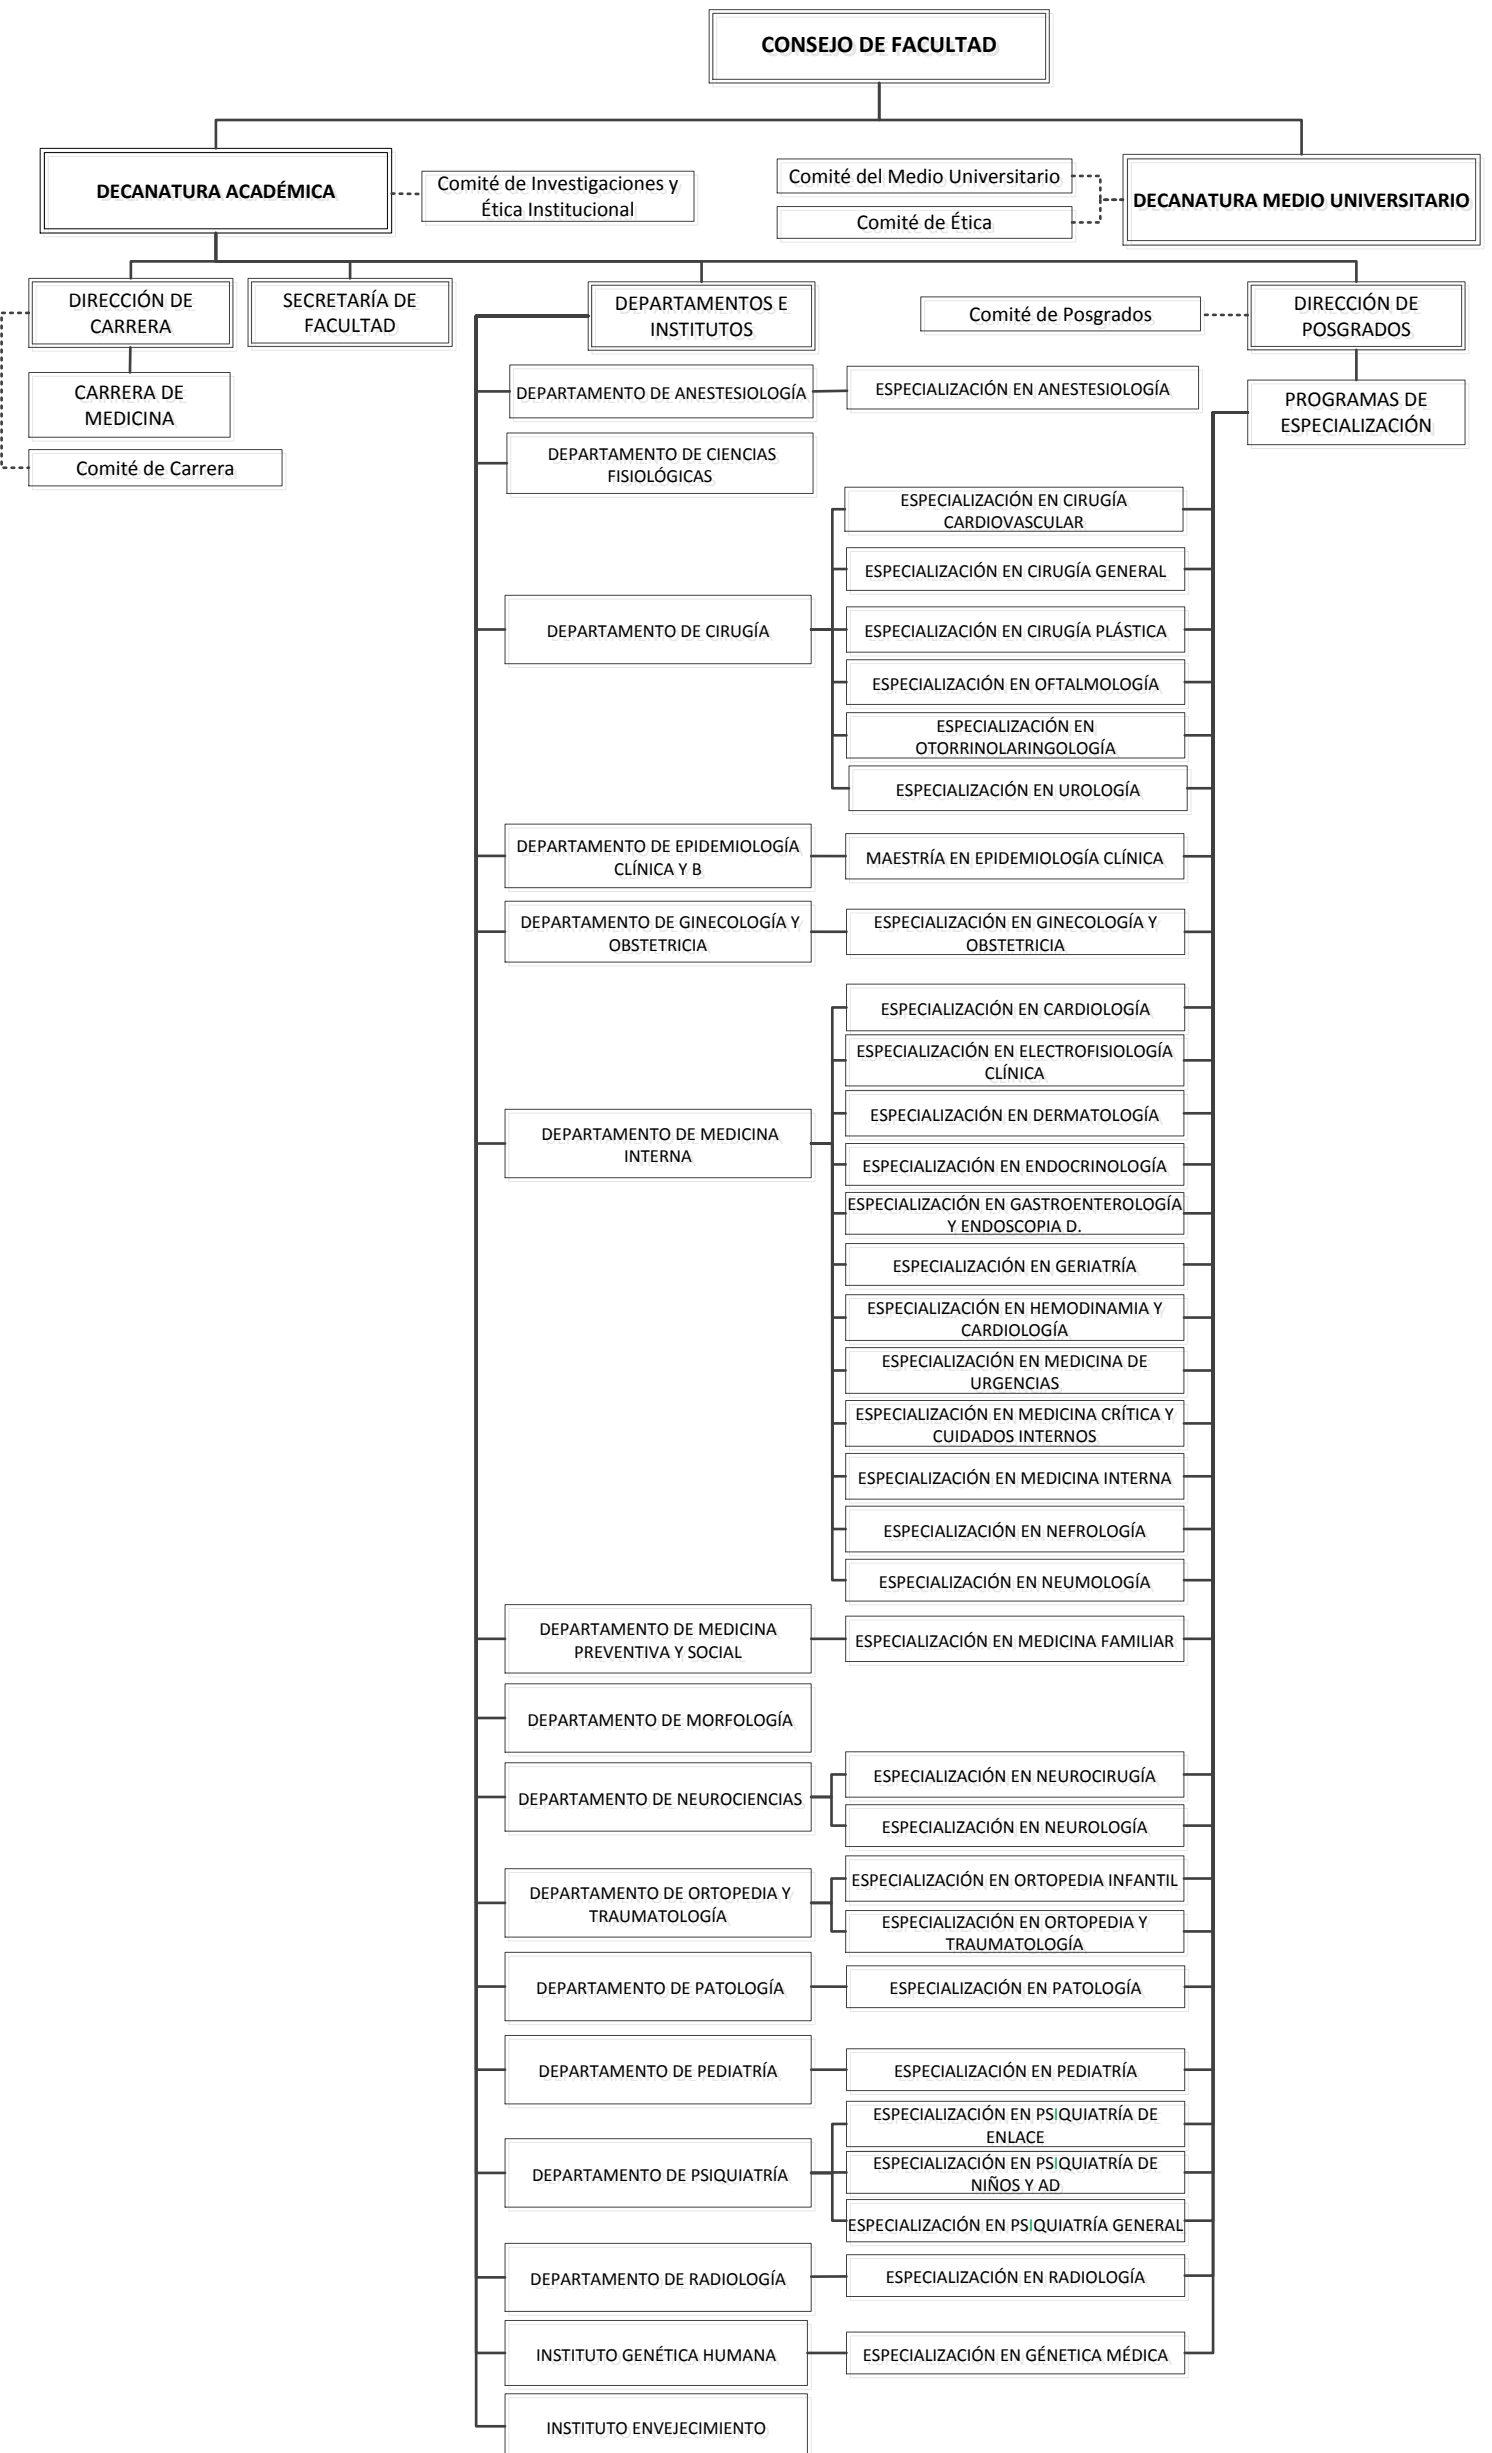 CONSEJO DE FACULTAD
DECANATURA ACADÉMICA
Comité de Investigaciones y
Ética Institucional
Comité del Medio Universitario
Comité de Ética
DECANATURA MEDIO UNIVERSITARIO
DIRECCIÓN DE
CARRERA
SECRETARÍA DE
FACULTAD
DEPARTAMENTOS E
INSTITUTOS
Comité de Posgrados
DIRECCIÓN DE
POSGRADOS
CARRERA DE
MEDICINA
Comité de Carrera
PROGRAMAS DE
ESPECIALIZACIÓN
DEPARTAMENTO DE ANESTESIOLOGÍA
ESPECIALIZACIÓN EN ANESTESIOLOGÍA
DEPARTAMENTO DE CIENCIAS
FISIOLÓGICAS
DEPARTAMENTO DE CIRUGÍA
ESPECIALIZACIÓN EN CIRUGÍA
CARDIOVASCULAR
ESPECIALIZACIÓN EN CIRUGÍA GENERAL
ESPECIALIZACIÓN EN CIRUGÍA PLÁSTICA
ESPECIALIZACIÓN EN OFTALMOLOGÍA
ESPECIALIZACIÓN EN
OTORRINOLARINGOLOGÍA
ESPECIALIZACIÓN EN UROLOGÍA
DEPARTAMENTO DE EPIDEMIOLOGÍA
CLÍNICA Y B
MAESTRÍA EN EPIDEMIOLOGÍA CLÍNICA
DEPARTAMENTO DE GINECOLOGÍA Y
OBSTETRICIA
ESPECIALIZACIÓN EN GINECOLOGÍA Y
OBSTETRICIA
DEPARTAMENTO DE MEDICINA
INTERNA
ESPECIALIZACIÓN EN CARDIOLOGÍA
ESPECIALIZACIÓN EN ELECTROFISIOLOGÍA
CLÍNICA
ESPECIALIZACIÓN EN DERMATOLOGÍA
ESPECIALIZACIÓN EN ENDOCRINOLOGÍA
ESPECIALIZACIÓN EN GASTROENTEROLOGÍA
Y ENDOSCOPIA D.
ESPECIALIZACIÓN EN GERIATRÍA
ESPECIALIZACIÓN EN HEMODINAMIA Y
CARDIOLOGÍA
ESPECIALIZACIÓN EN MEDICINA DE
URGENCIAS
ESPECIALIZACIÓN EN MEDICINA CRÍTICA Y
CUIDADOS INTERNOS
ESPECIALIZACIÓN EN MEDICINA INTERNA
ESPECIALIZACIÓN EN NEFROLOGÍA
ESPECIALIZACIÓN EN NEUMOLOGÍA
DEPARTAMENTO DE MEDICINA
PREVENTIVA Y SOCIAL
ESPECIALIZACIÓN EN MEDICINA FAMILIAR
DEPARTAMENTO DE MORFOLOGÍA
DEPARTAMENTO DE NEUROCIENCIAS
ESPECIALIZACIÓN EN NEUROCIRUGÍA
ESPECIALIZACIÓN EN NEUROLOGÍA
DEPARTAMENTO DE ORTOPEDIA Y
TRAUMATOLOGÍA
ESPECIALIZACIÓN EN ORTOPEDIA INFANTIL
ESPECIALIZACIÓN EN ORTOPEDIA Y
TRAUMATOLOGÍA
DEPARTAMENTO DE PATOLOGÍA
ESPECIALIZACIÓN EN PATOLOGÍA
DEPARTAMENTO DE PEDIATRÍA
ESPECIALIZACIÓN EN PEDIATRÍA
DEPARTAMENTO DE PSIQUIATRÍA
ESPECIALIZACIÓN EN PSIQUIATRÍA DE
ENLACE
ESPECIALIZACIÓN EN PSIQUIATRÍA DE
NIÑOS Y AD
ESPECIALIZACIÓN EN PSIQUIATRÍA GENERAL
DEPARTAMENTO DE RADIOLOGÍA
ESPECIALIZACIÓN EN RADIOLOGÍA
INSTITUTO GENÉTICA HUMANA
ESPECIALIZACIÓN EN GÉNETICA MÉDICA
INSTITUTO ENVEJECIMIENTO